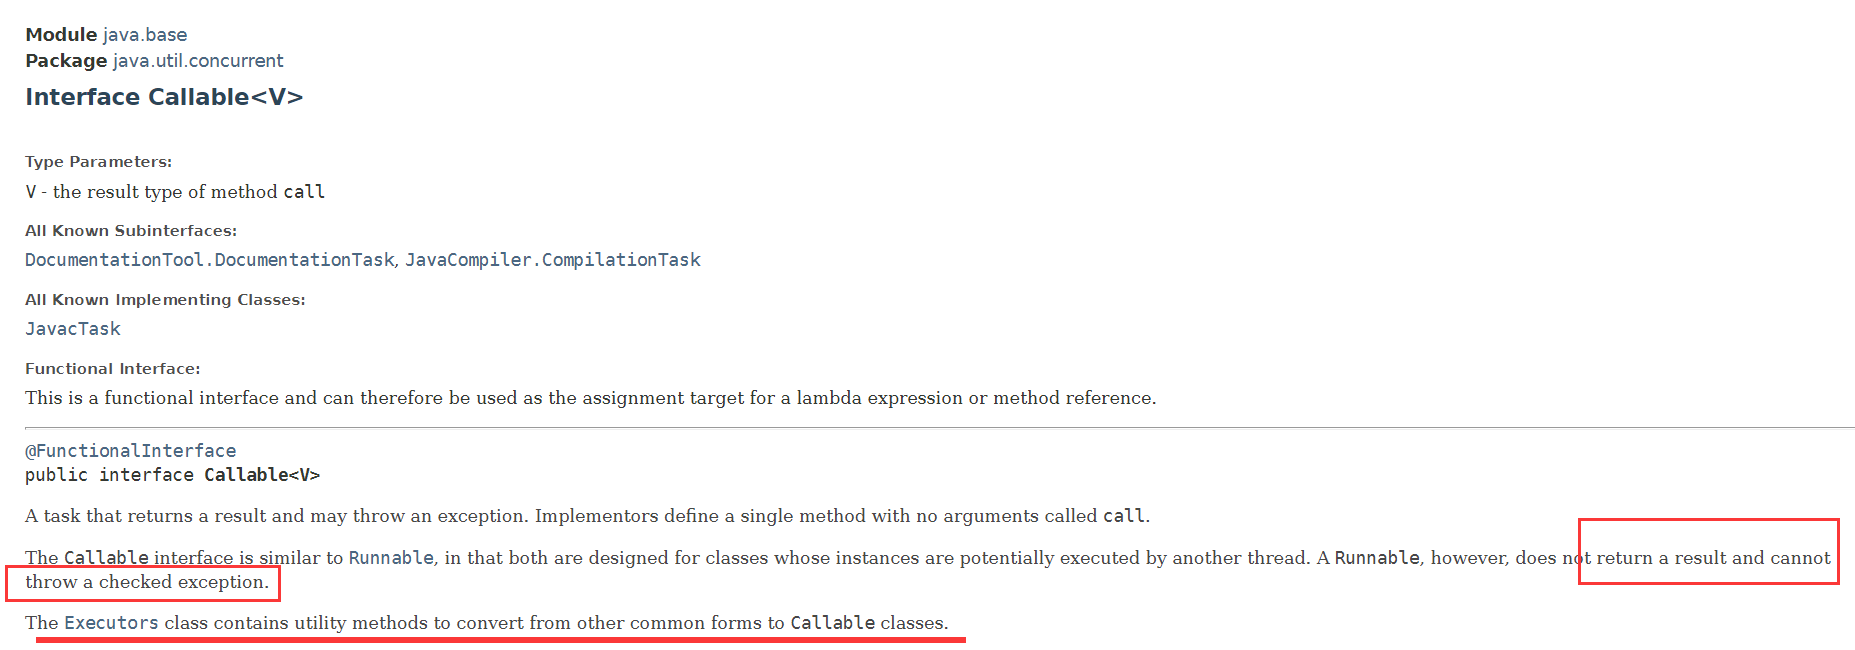 Module java.base
Package java.util.concurrent
Interface Callable<V>
Type Parameters:
V - the result type of method call
All Known Subinterfaces:
DocumentationTool.DocumentationTask, JavaCompiler.CompilationTask
All Known Implementing Classes:
JavacTask
Functional Interface:
This is a functional interface and can therefore be used as the assignment target for a lambda expression or method reference.
@FunctionalInterface
public interface Callable<V>
A task that returns a result and may throw an exception. Implementors define a single method with no arguments called call.
The Callable interface is similar to Runnable, in that both are designed for classes whose instances are potentially executed by another thread. A Runnable, however, does not return a result and cannot
throw a checked exception.
The Executors class contains utility methods to convert from other common forms to Callable classes.